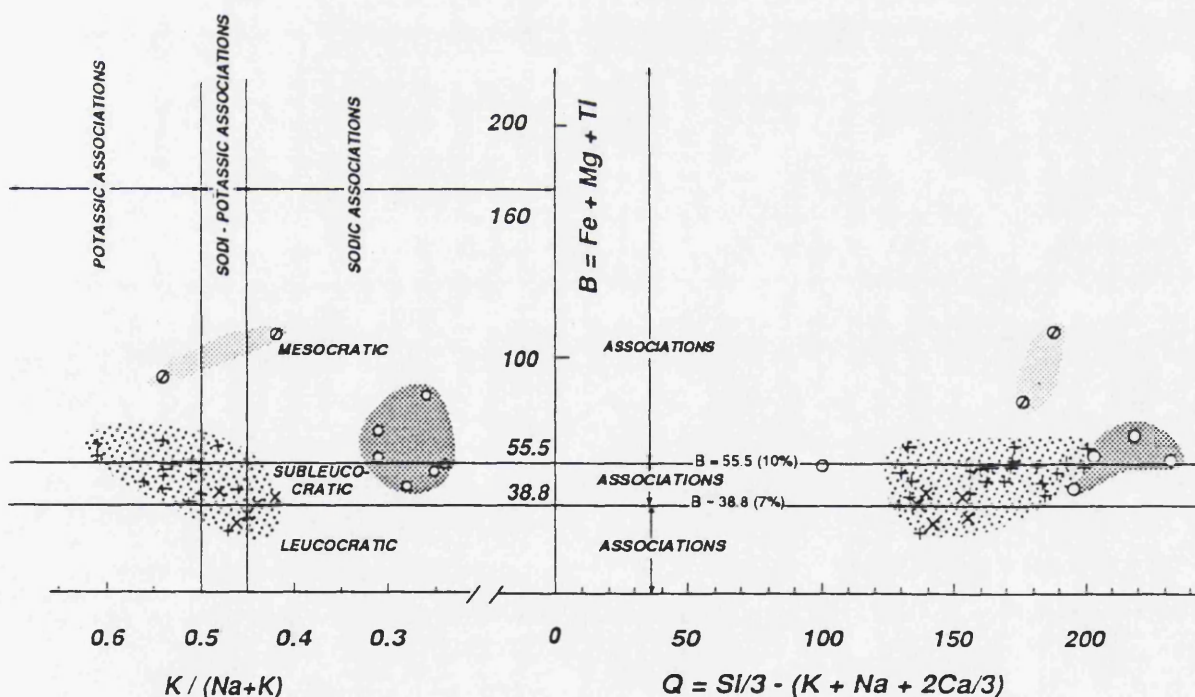 POTASSIC ASSOCIATIONS
SODI - POTASSIC ASSOCIATIONS
SODIC ASSOCIATIONS
200
160
100
55.5
38.8
B = Fe + Mg + Ti
MESOCRATIC
ASSOCIATIONS
SUBLEUCO-
CRATIC
ASSOCIATIONS
B = 55.5 (10%)
B - 38.8 (7%)
LEUCOCRATIC
ASSOCIATIONS
0.6 0.5 0.4 0.3
0 50 100 150 200
K / (Na+K)
Q = Si/3 - (K + Na + 2Ca/3)